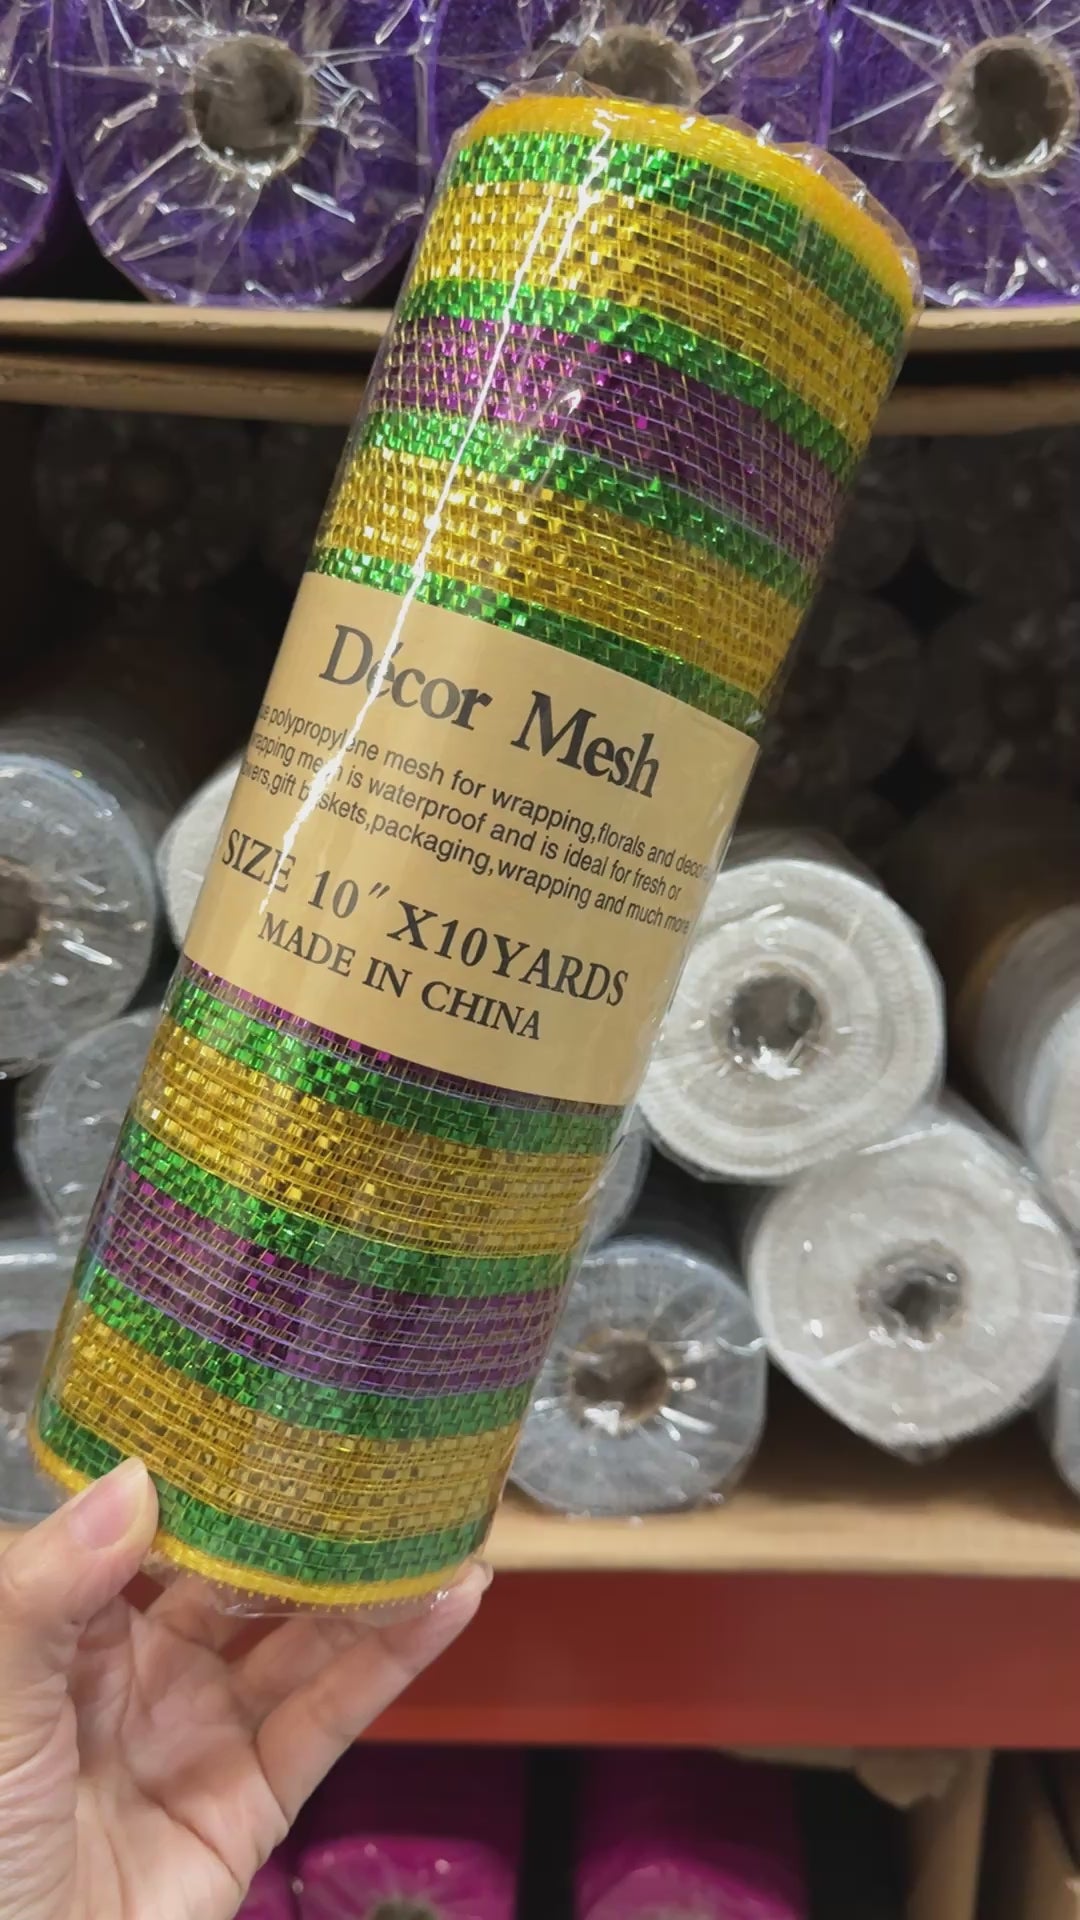 Décor Mesh
polypropylene mesh for wrapping,florals and
mesh is waterproof and is ideal for fresh or
gift baskets,packaging,wrapping and much more
SIZE 10"X10YARDS
MADE IN CHINA